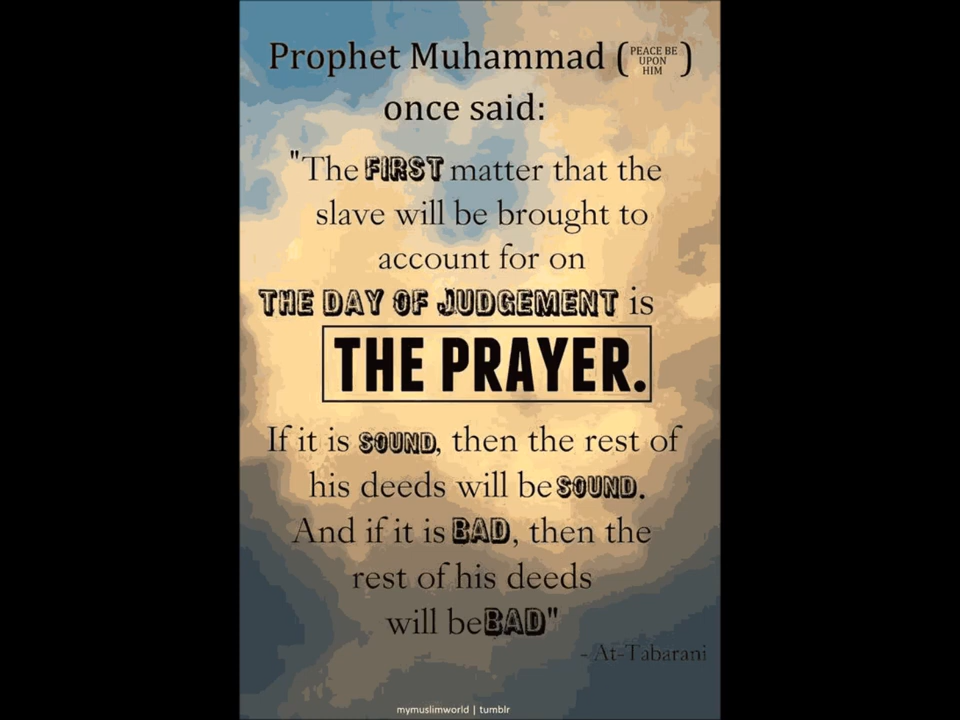 Prophet Muhammad (PEACE BE UPON HIM)
once said:
"The FIRST matter that the
slave will be brought to
account for on
THE DAY OF JUDGEMENT is
THE PRAYER.
If it is SOUND, then the rest of
his deeds will be SOUND.
And if it is BAD, then the
rest of his deeds
will be BAD"
- At-Tabarani
mymuslimworld | tumblr